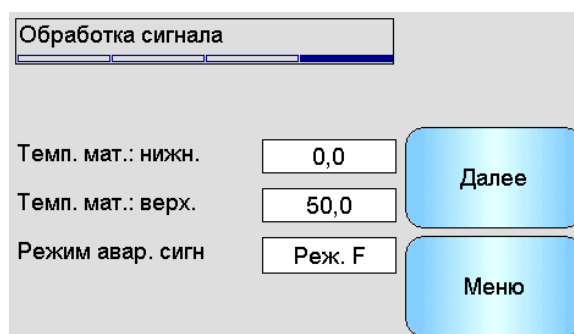 Обработка сигнала
Темп. мат.: нижн. 0,0
Далее
Темп. мат.: верх. 50,0
Режим авар. сигн Реж. F
Меню